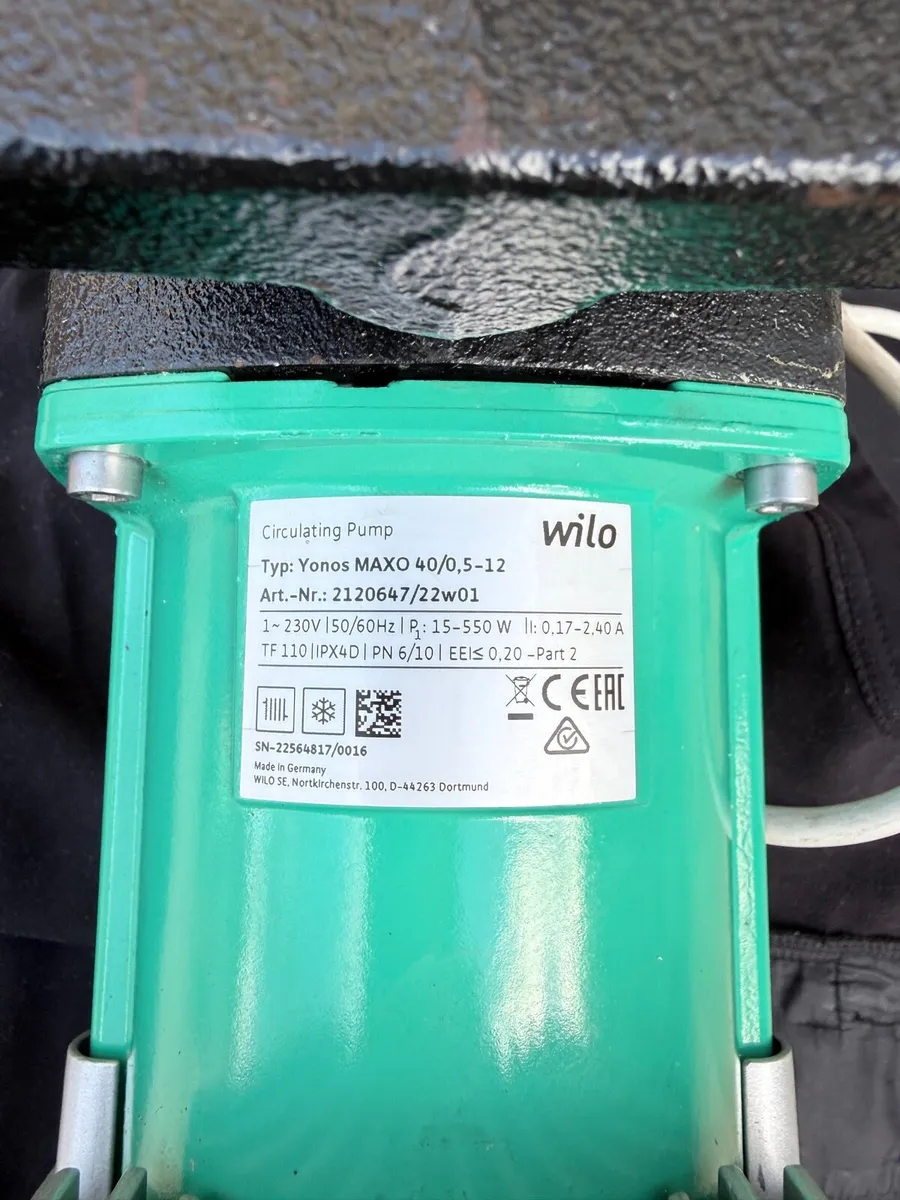 Circulating Pump
wilo
Typ: Yonos MAXO 40/0,5-12
Art.-Nr.: 2120647/22w01
1~ 230V |50/60Hz | P1: 15-550 W |I: 0,17-2,40 A
TF 110 |IPX4D | PN 6/10 | EEI≤ 0,20 -Part 2
CE EAC
SN-22564817/0016
Made in Germany
WILO SE, Nortkirchenstr. 100, D-44263 Dortmund